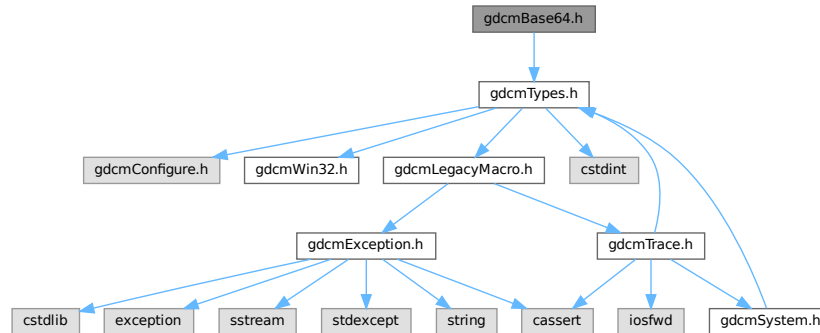 gdcmBase64.h
gdcmTypes.h
gdcmConfigure.h
gdcmWin32.h
gdcmLegacyMacro.h
cstdint
gdcmException.h
gdcmTrace.h
cstdlib
exception
sstream
stdexcept
string
cassert
iosfwd
gdcmSystem.h